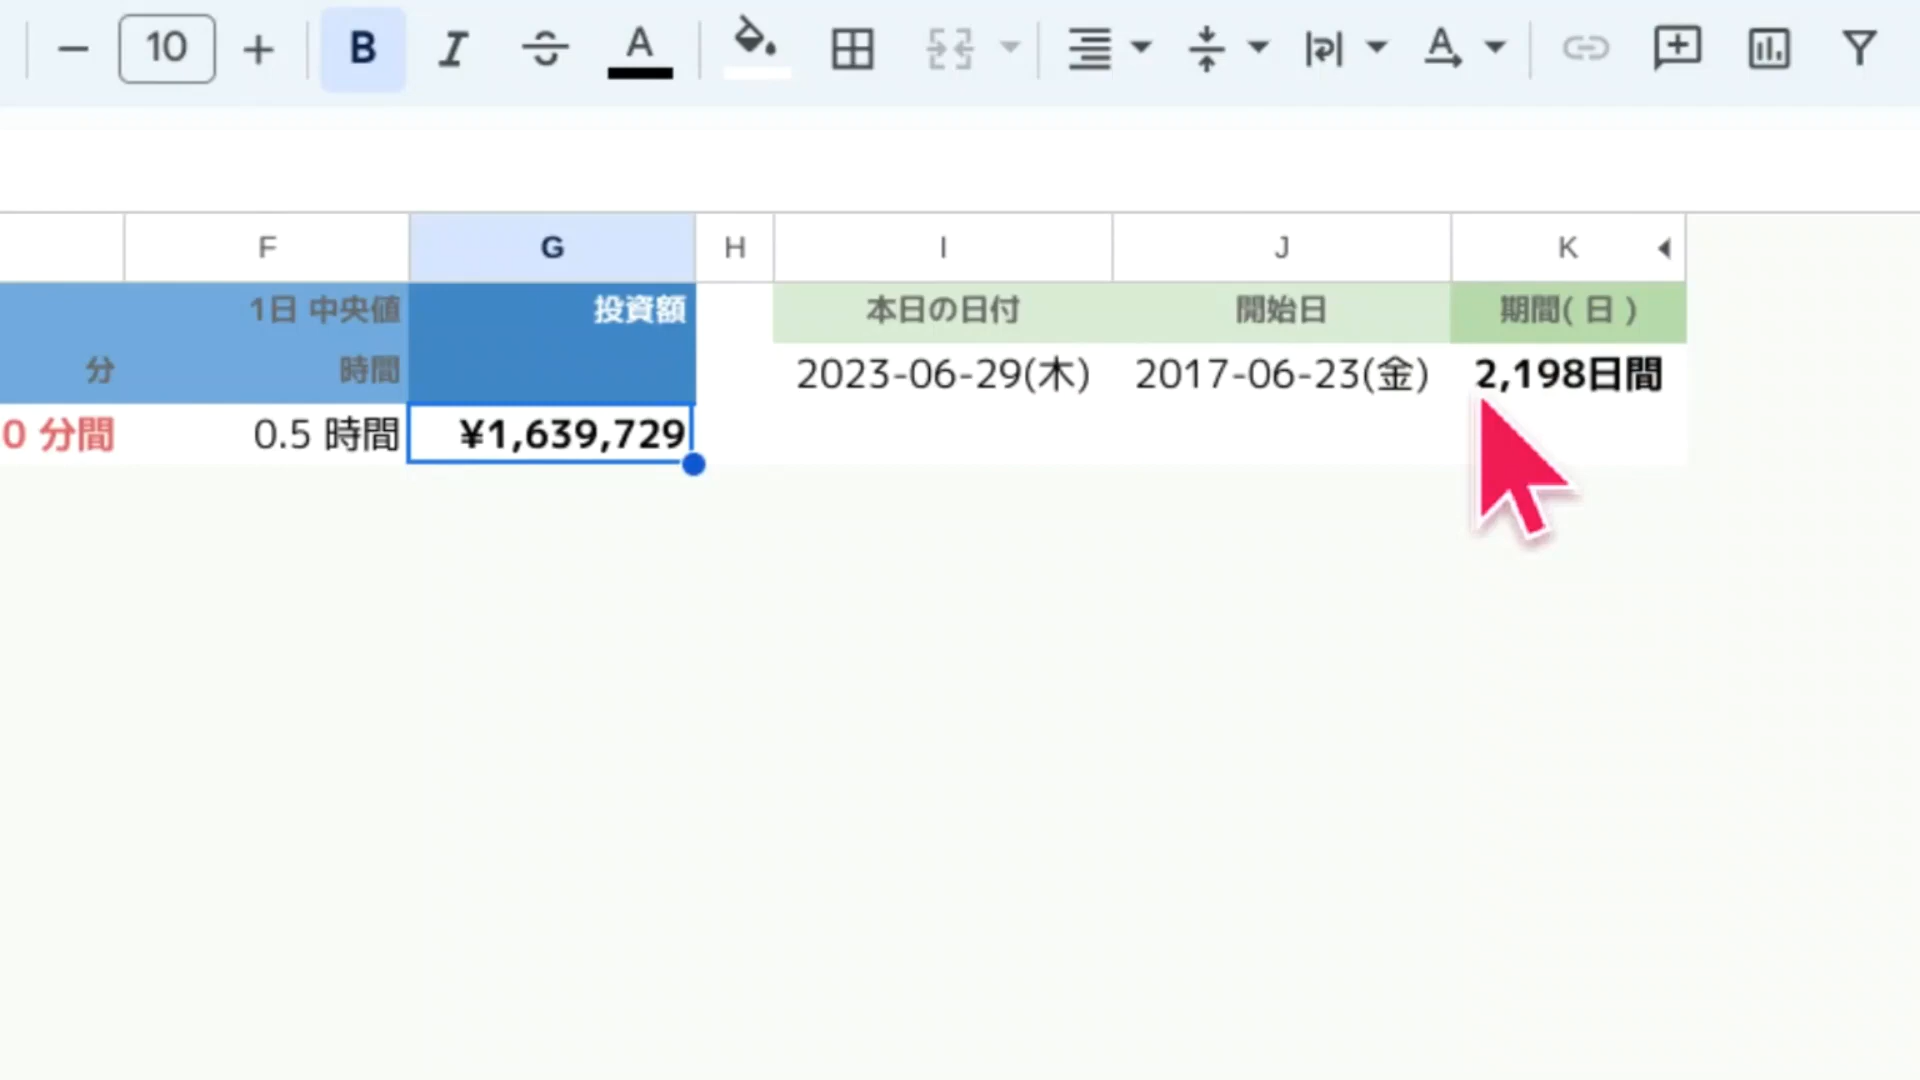 10 B I S A A
F G H I J K
1日 中央値 投資額 本日の日付 開始日 期間( 日 )
分 時間 2023-06-29(木) 2017-06-23(金) 2,198日間
0 分間 0.5 時間 ¥1,639,729